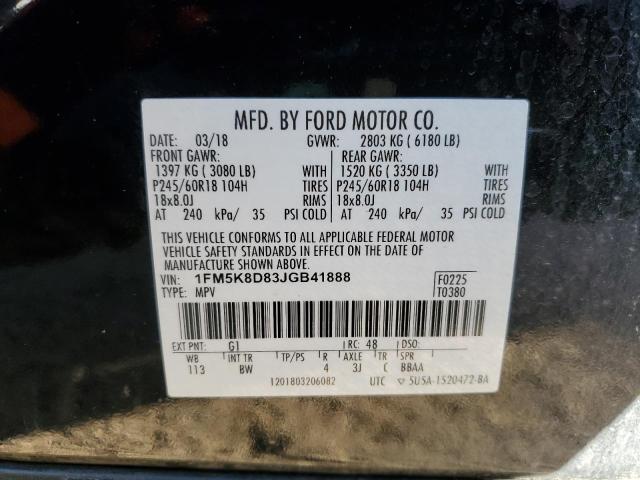 MFD. BY FORD MOTOR CO.
DATE: 03/18 GVWR: 2803 KG ( 6180 LB)
FRONT GAWR: REAR GAWR:
1397 KG ( 3080 LB) WITH 1520 KG ( 3350 LB) WITH
P245/60R18 104H TIRES P245/60R18 104H TIRES
18x8.0J RIMS 18x8.0J RIMS
AT 240 kPa/ 35 PSI COLD AT 240 kPa/ 35 PSI COLD
THIS VEHICLE CONFORMS TO ALL APPLICABLE FEDERAL MOTOR
VEHICLE SAFETY STANDARDS IN EFFECT ON THE DATE OF
MANUFACTURE SHOWN ABOVE.
VIN: 1FM5K8D83JGB41888 F0225
TYPE: MPV T0380
EXT PNT: G1 RC: 48 DSO:
WB INT TR TP/PS R AXLE TR SPR
113 BW 4 3J C BBAA
1201803206082 UTC ▽ 5U5A-1520472-BA